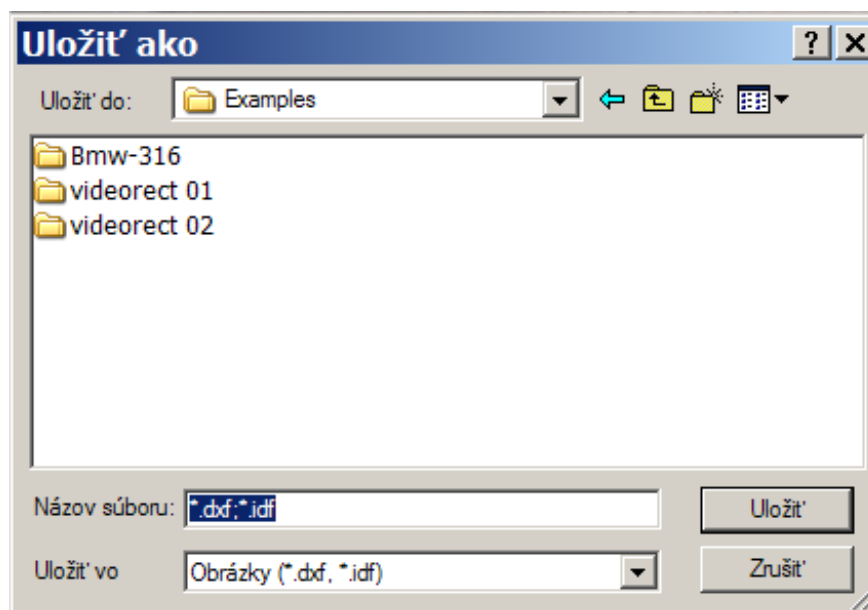 Uložiť ako
Uložiť do: Examples
Bmw-316
videorect 01
videorect 02
Názov súboru: *.dxf;*.idf Uložiť
Uložiť vo Obrázky (*.dxf, *.idf) Zrušiť